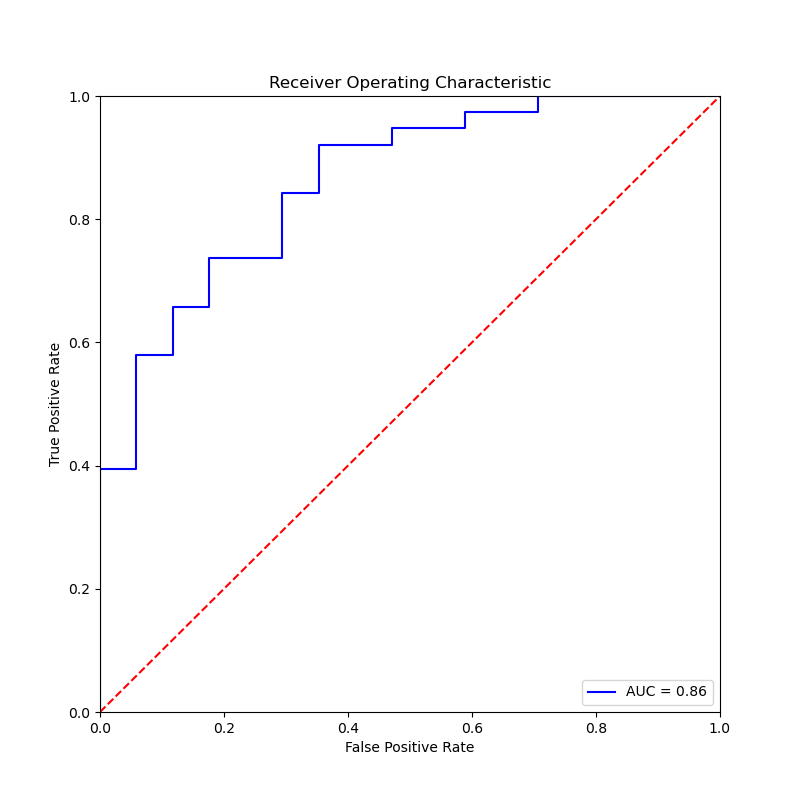 Receiver Operating Characteristic
1.0
0.8
0.6
0.4
0.2
0.0
True Positive Rate
AUC = 0.86
0.0 0.2 0.4 0.6 0.8 1.0
False Positive Rate